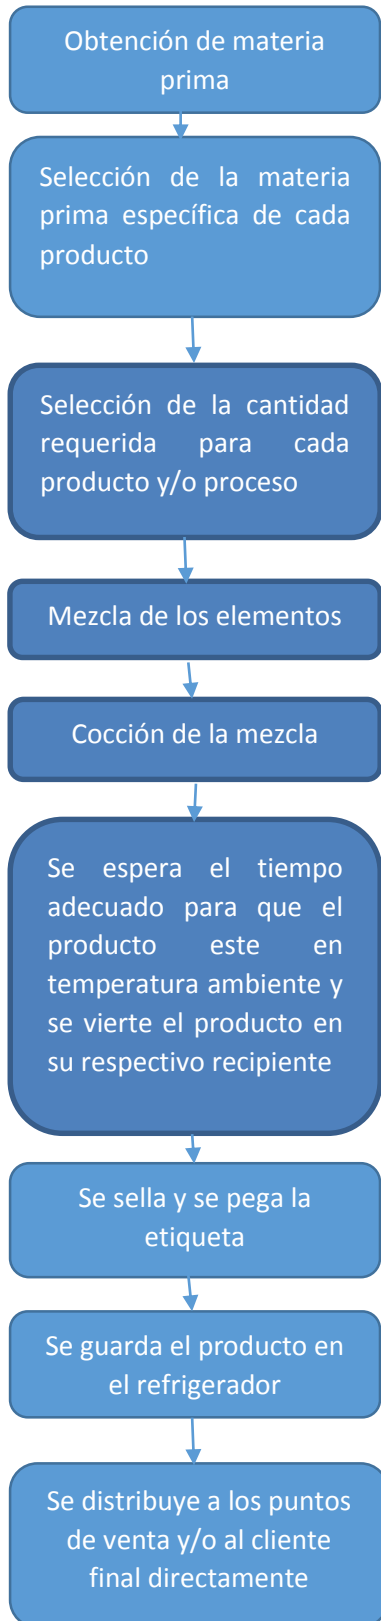 Obtención de materia
prima
Selección de la materia
prima específica de cada
producto
Selección de la cantidad
requerida para cada
producto y/o proceso
Mezcla de los elementos
Cocción de la mezcla
Se espera el tiempo
adecuado para que el
producto este en
temperatura ambiente y
se vierte el producto en
su respectivo recipiente
Se sella y se pega la
etiqueta
Se guarda el producto en
el refrigerador
Se distribuye a los puntos
de venta y/o al cliente
final directamente